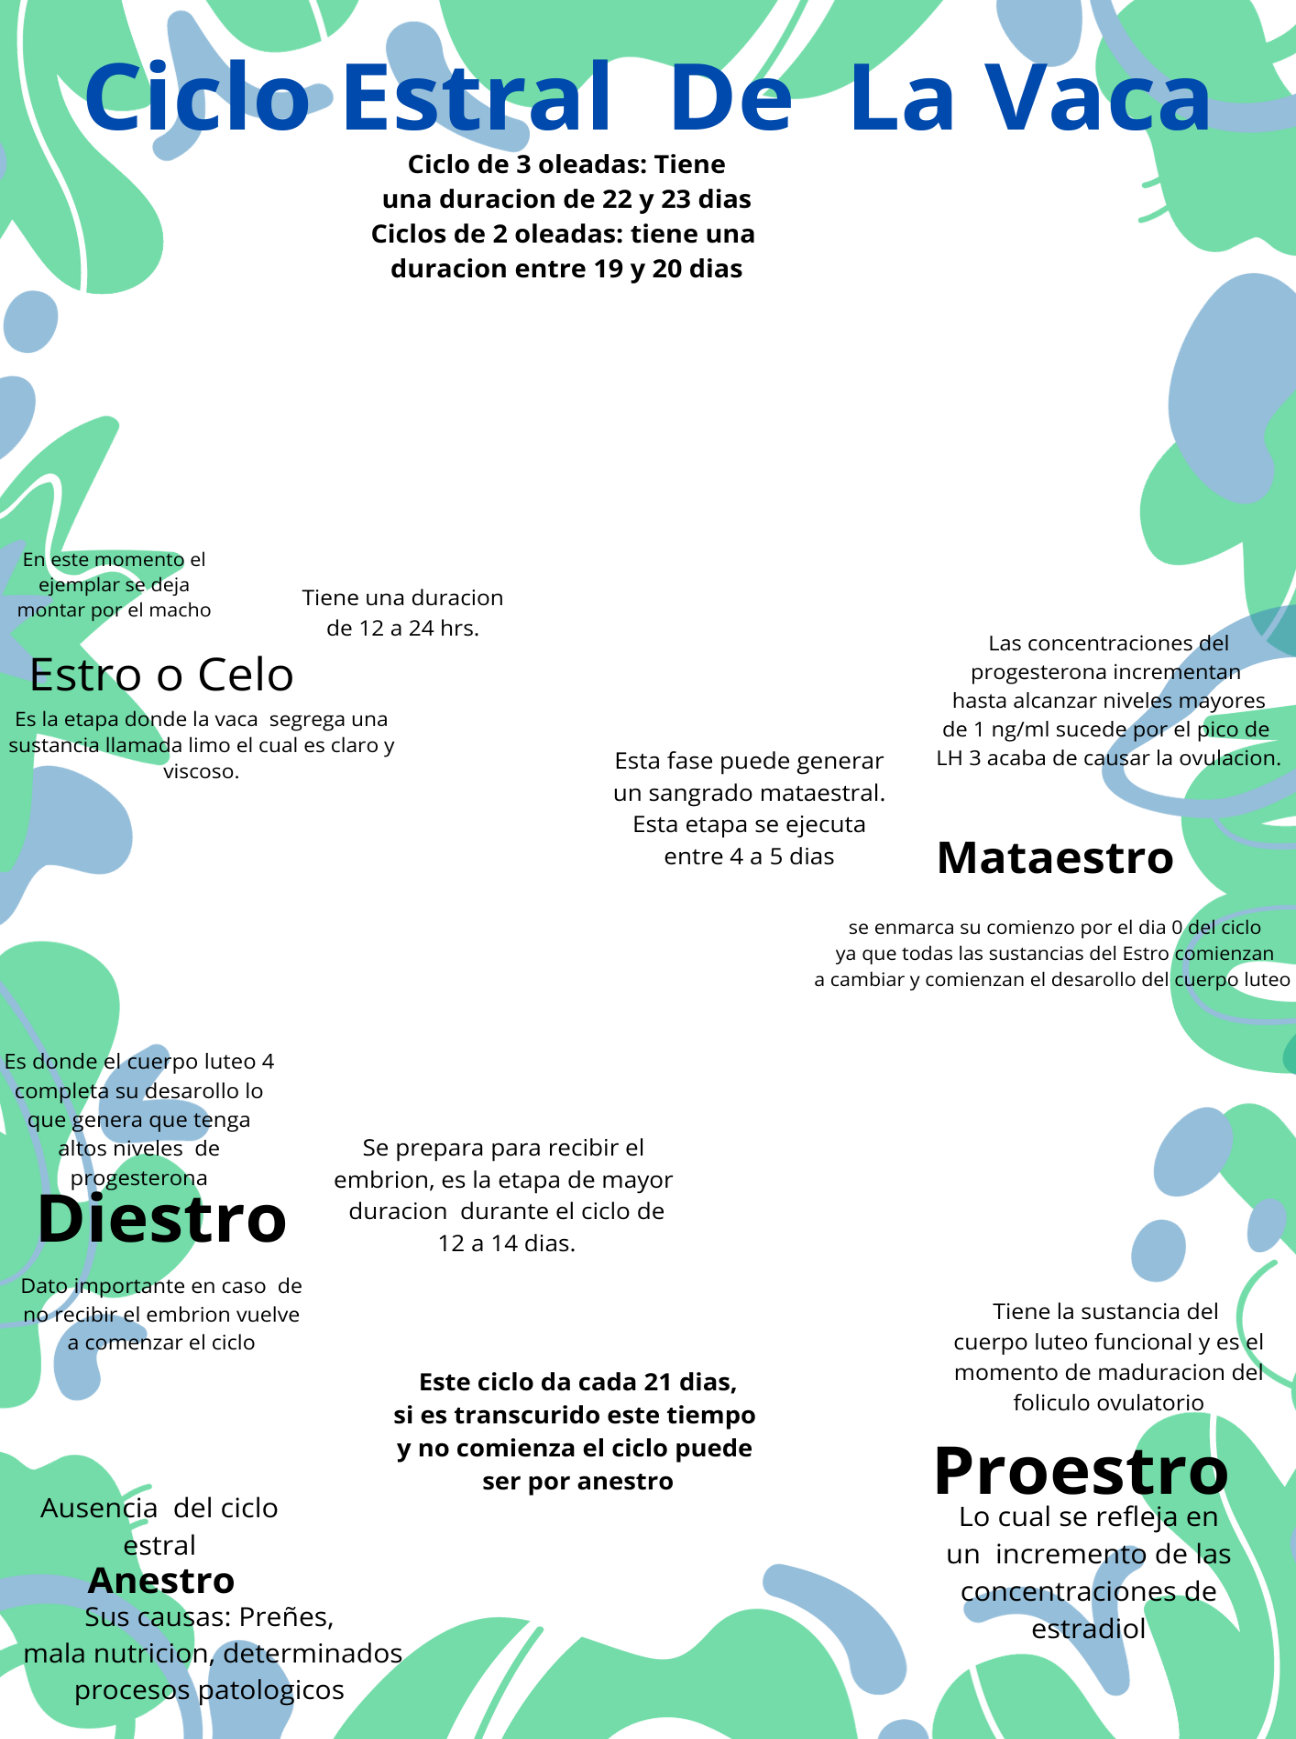 Ciclo Estral De La Vaca
Ciclo de 3 oleadas: Tiene
una duracion de 22 y 23 dias
Ciclos de 2 oleadas: tiene una
duracion entre 19 y 20 dias
En este momento el
ejemplar se deja
montar por el macho
Tiene una duracion
de 12 a 24 hrs.
Estro o Celo
Es la etapa donde la vaca segrega una
sustancia llamada limo el cual es claro y
viscoso.
Las concentraciones del
progesterona incrementan
hasta alcanzar niveles mayores
de 1 ng/ml sucede por el pico de
LH 3 acaba de causar la ovulacion.
Esta fase puede generar
un sangrado mataestral.
Esta etapa se ejecuta
entre 4 a 5 dias
Mataestro
se enmarca su comienzo por el dia 0 del ciclo
ya que todas las sustancias del Estro comienzan
a cambiar y comienzan el desarollo del cuerpo luteo
Es donde el cuerpo luteo 4
completa su desarollo lo
que genera que tenga
altos niveles de
progesterona
Diestro
Se prepara para recibir el
embrion, es la etapa de mayor
duracion durante el ciclo de
12 a 14 dias.
Dato importante en caso de
no recibir el embrion vuelve
a comenzar el ciclo
Tiene la sustancia del
cuerpo luteo funcional y es el
momento de maduracion del
foliculo ovulatorio
Proestro
Lo cual se refleja en
un incremento de las
concentraciones de
estradiol
Este ciclo da cada 21 dias,
si es transcurido este tiempo
y no comienza el ciclo puede
ser por anestro
Ausencia del ciclo
estral
Anestro
Sus causas: Preñes,
mala nutricion, determinados
procesos patologicos